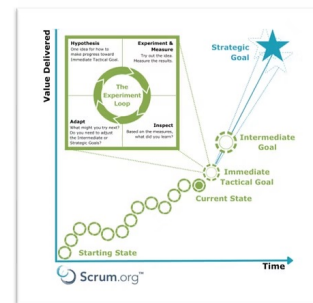 Hypothesis
One idea for how to
make progress toward
Immediate Tactical Goal
Experiment &
Measure
Try out the idea.
Measure the results.
The
Experiment
Loop
Adapt
What might you try next?
Do you need to adjust
the Intermediate or
Strategic Goals?
Inspect
Based on the measures,
what did you learn?
Strategic
Goal
Intermediate
Goal
Immediate
Tactical Goal
Current State
Starting State
Value Delivered
Time
Scrum.org™